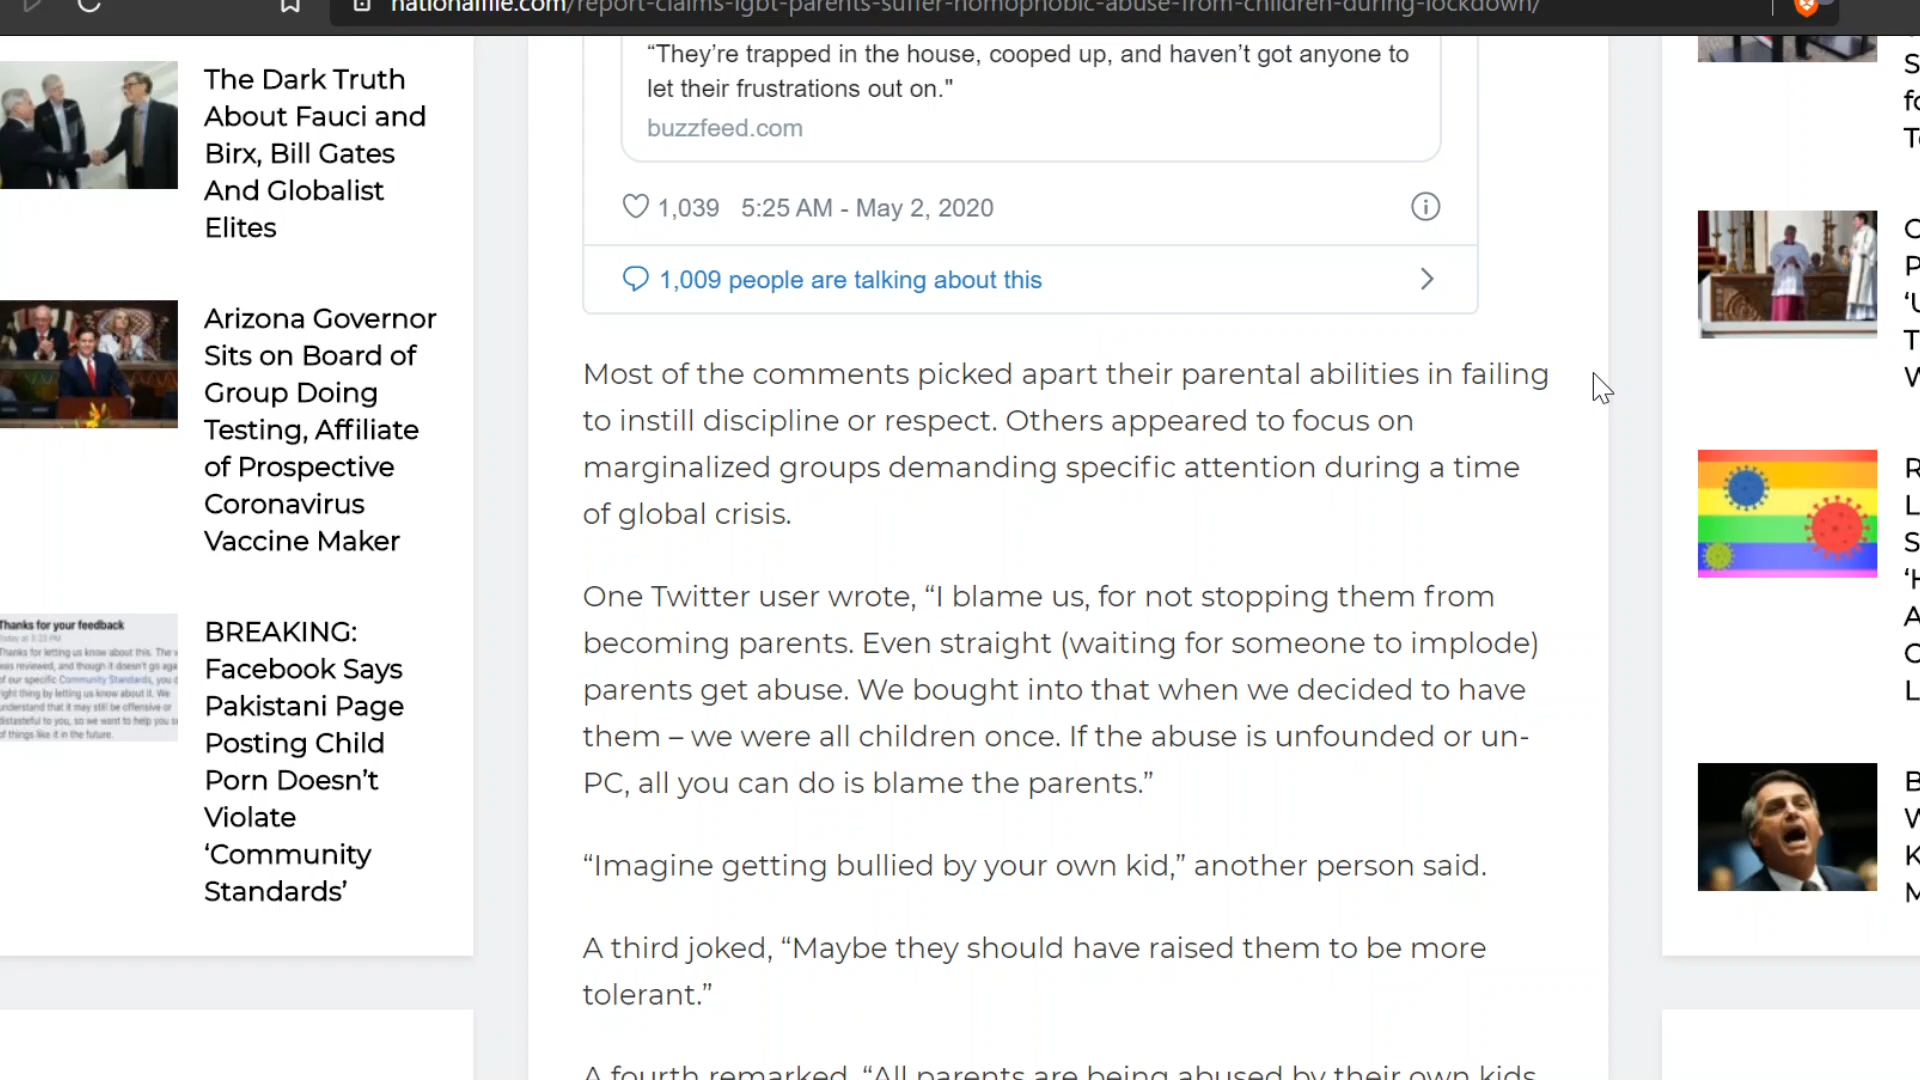 nationalfile.com/report-claims-lgbt-parents-suffer-homophobic-abuse-from-children-during-lockdown/
The Dark Truth
About Fauci and
Birx, Bill Gates
And Globalist
Elites
Arizona Governor
Sits on Board of
Group Doing
Testing, Affiliate
of Prospective
Coronavirus
Vaccine Maker
Thanks for your feedback
BREAKING:
Facebook Says
Pakistani Page
Posting Child
Porn Doesn’t
Violate
‘Community
Standards’
“They’re trapped in the house, cooped up, and haven’t got anyone to
let their frustrations out on."
buzzfeed.com
1,039 5:25 AM - May 2, 2020
1,009 people are talking about this
Most of the comments picked apart their parental abilities in failing
to instill discipline or respect. Others appeared to focus on
marginalized groups demanding specific attention during a time
of global crisis.
One Twitter user wrote, “I blame us, for not stopping them from
becoming parents. Even straight (waiting for someone to implode)
parents get abuse. We bought into that when we decided to have
them – we were all children once. If the abuse is unfounded or un-
PC, all you can do is blame the parents.”
“Imagine getting bullied by your own kid,” another person said.
A third joked, “Maybe they should have raised them to be more
tolerant.”
A fourth remarked, “All parents are being abused by their own kids